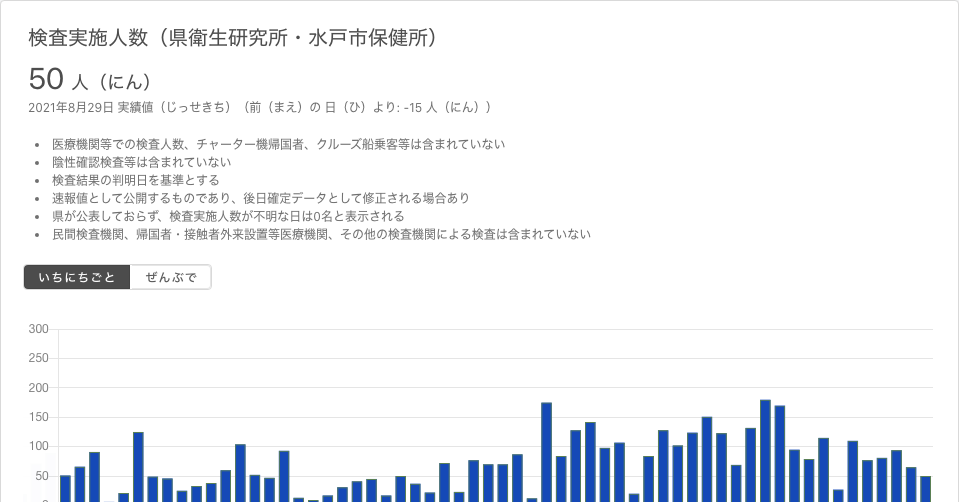 検査実施人数（県衛生研究所・水戸市保健所）
50 人（にん）
2021年8月29日 実績値（じっせきち）（前（まえ）の 日（ひ）より: -15 人（にん））
• 医療機関等での検査人数、チャーター機帰国者、クルーズ船乗客等は含まれていない
• 陰性確認検査等は含まれていない
• 検査結果の判明日を基準とする
• 速報値として公開するものであり、後日確定データとして修正される場合あり
• 県が公表しておらず、検査実施人数が不明な日は0名と表示される
• 民間検査機関、帰国者・接触者外来設置等医療機関、その他の検査機関による検査は含まれていない
いちにちごと ぜんぶで
300
250
200
150
100
50
0